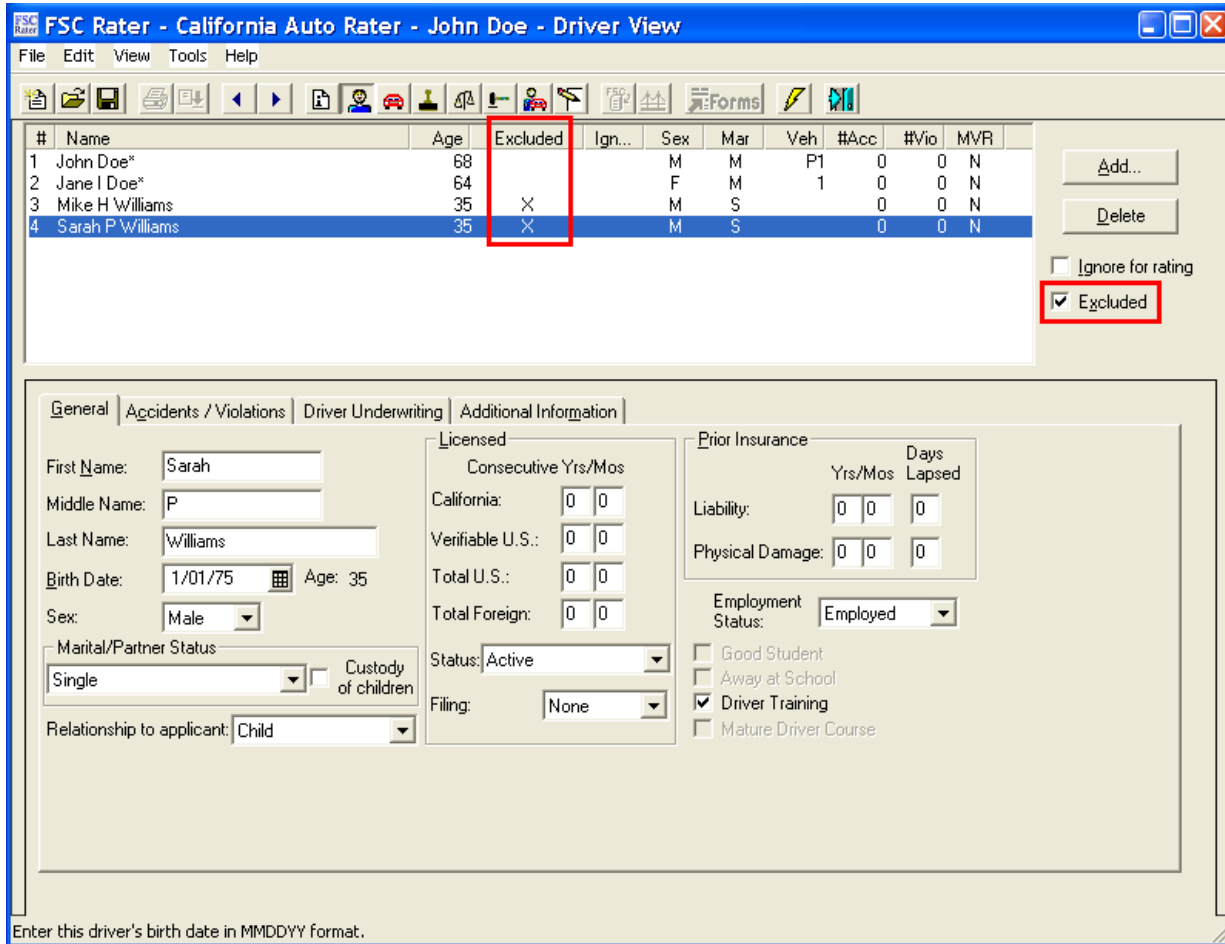 FSC Rater FSC Rater - California Auto Rater - John Doe - Driver View
File Edit View Tools Help
Forms
# Name Age Excluded Ign... Sex Mar Veh #Acc #Vio MVR
1 John Doe* 68 M M P1 0 0 N
2 Jane I Doe* 64 F M 1 0 0 N
3 Mike H Williams 35 X M S 0 0 N
4 Sarah P Williams 35 X M S 0 0 N
Add...
Delete
Ignore for rating
Excluded
General Accidents / Violations Driver Underwriting Additional Information
First Name: Sarah
Middle Name: P
Last Name: Williams
Birth Date: 1/01/75 Age: 35
Sex: Male
Marital/Partner Status
Single Custody of children
Relationship to applicant: Child
Licensed
Consecutive Yrs/Mos
California: 0 0
Verifiable U.S.: 0 0
Total U.S.: 0 0
Total Foreign: 0 0
Status: Active
Filing: None
Prior Insurance
Yrs/Mos Days Lapsed
Liability: 0 0 0
Physical Damage: 0 0 0
Employment Status: Employed
Good Student
Away at School
Driver Training
Mature Driver Course
Enter this driver's birth date in MMDDYY format.